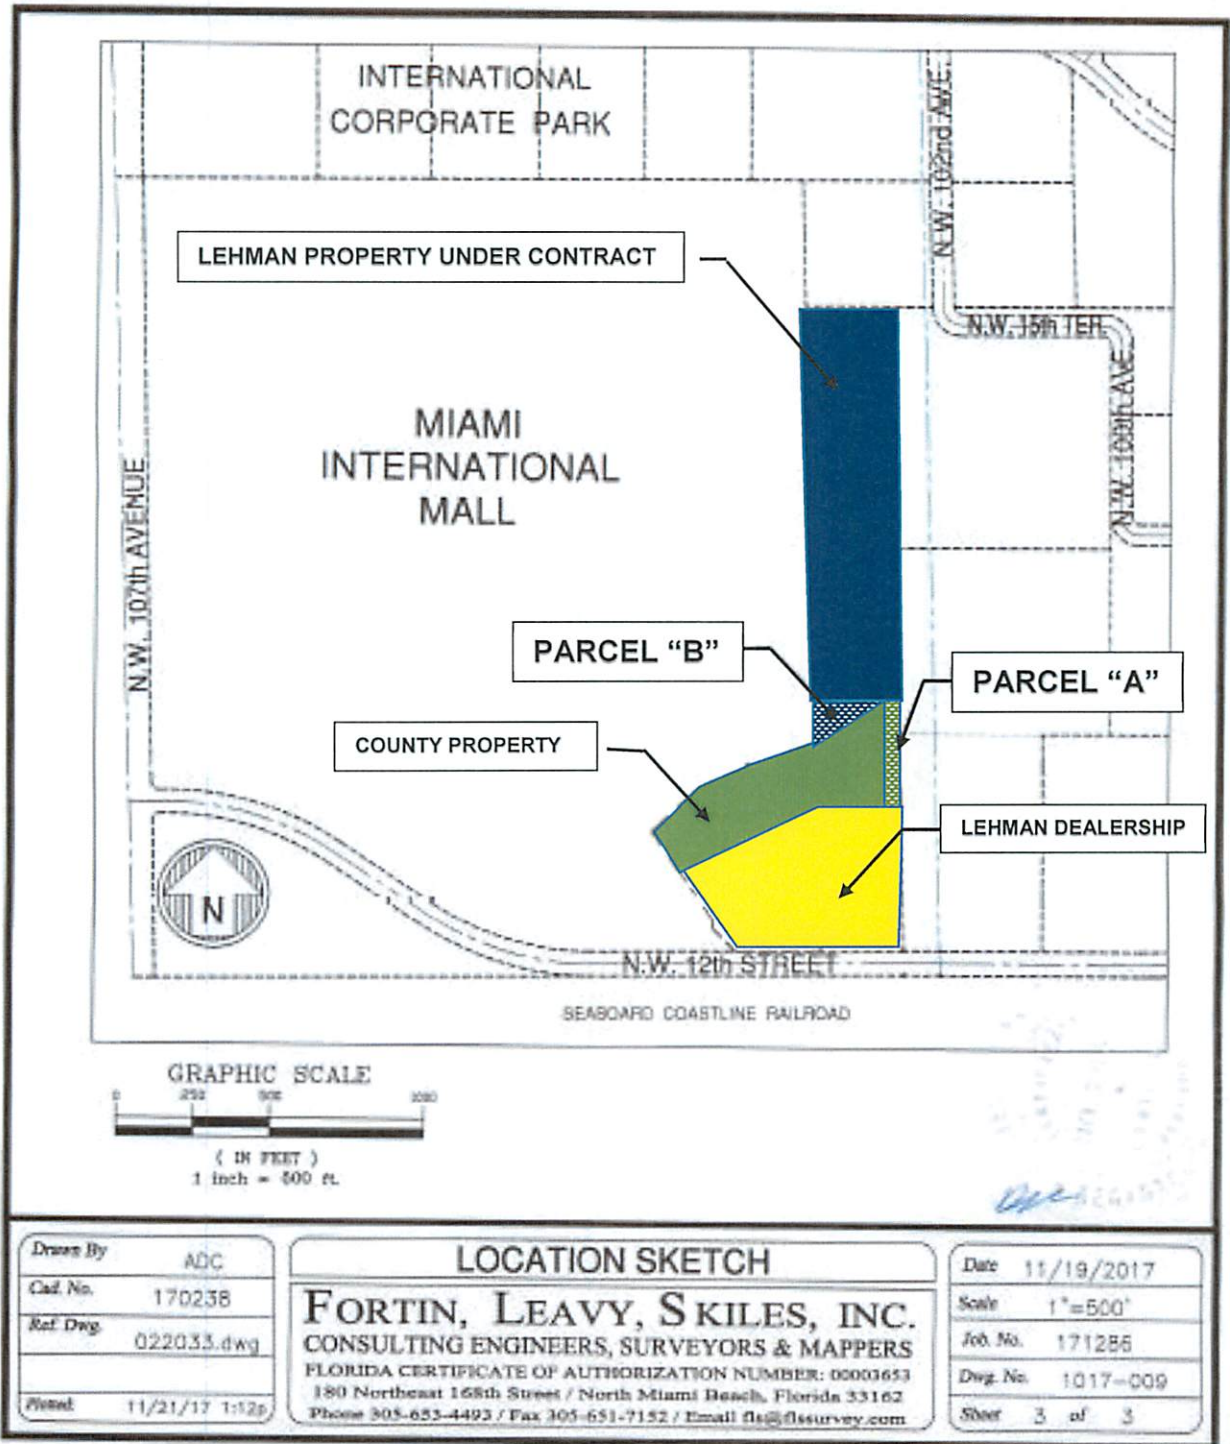 INTERNATIONAL
CORPORATE PARK
N.W. 102nd AVE.
LEHMAN PROPERTY UNDER CONTRACT
N.W. 15th TER.
N.W. 100th AVE.
MIAMI
INTERNATIONAL
MALL
N.W. 107th AVENUE
PARCEL “B”
PARCEL “A”
COUNTY PROPERTY
LEHMAN DEALERSHIP
N
N.W. 12th STREET
SEABOARD COASTLINE RAILROAD
GRAPHIC SCALE
0 250 500 1000
( IN FEET )
1 inch = 500 ft.
Drawn By ADC
Cad. No. 170238
Ref. Dwg. 022033.dwg
Plotted: 11/21/17 1:12p
LOCATION SKETCH
FORTIN, LEAVY, SKILES, INC.
CONSULTING ENGINEERS, SURVEYORS & MAPPERS
FLORIDA CERTIFICATE OF AUTHORIZATION NUMBER: 00003653
180 Northeast 168th Street / North Miami Beach, Florida 33162
Phone 305-653-4493 / Fax 305-651-7152 / Email fls@flssurvey.com
Date 11/19/2017
Scale 1"=500'
Job. No. 171286
Dwg. No. 1017-009
Sheet 3 of 3